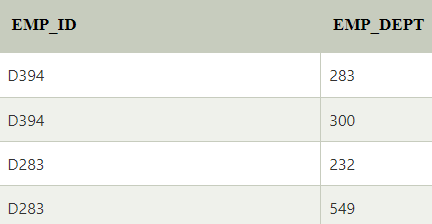 EMP_ID EMP_DEPT
D394 283
D394 300
D283 232
D283 549